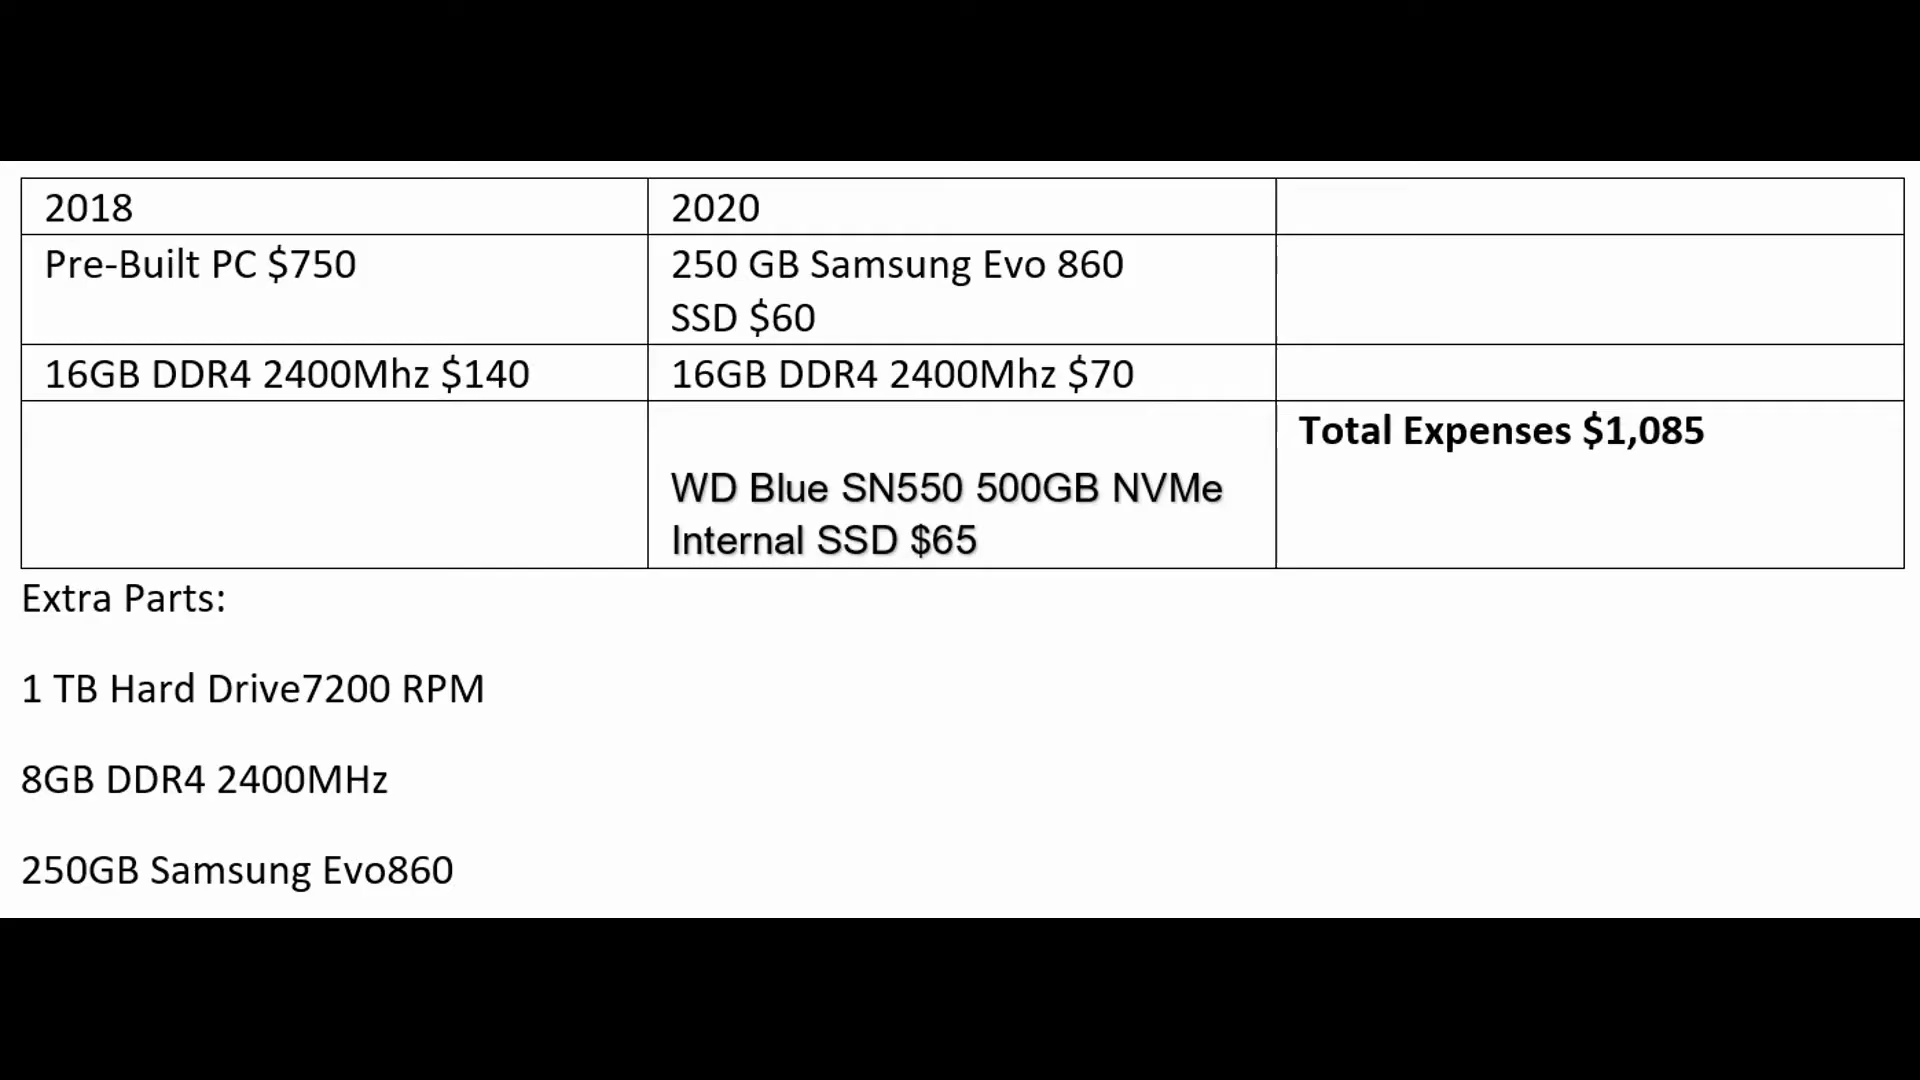 2018
2020
Pre-Built PC $750
250 GB Samsung Evo 860
SSD $60
16GB DDR4 2400Mhz $140
16GB DDR4 2400Mhz $70
Total Expenses $1,085
WD Blue SN550 500GB NVMe
Internal SSD $65
Extra Parts:
1 TB Hard Drive7200 RPM
8GB DDR4 2400MHz
250GB Samsung Evo860